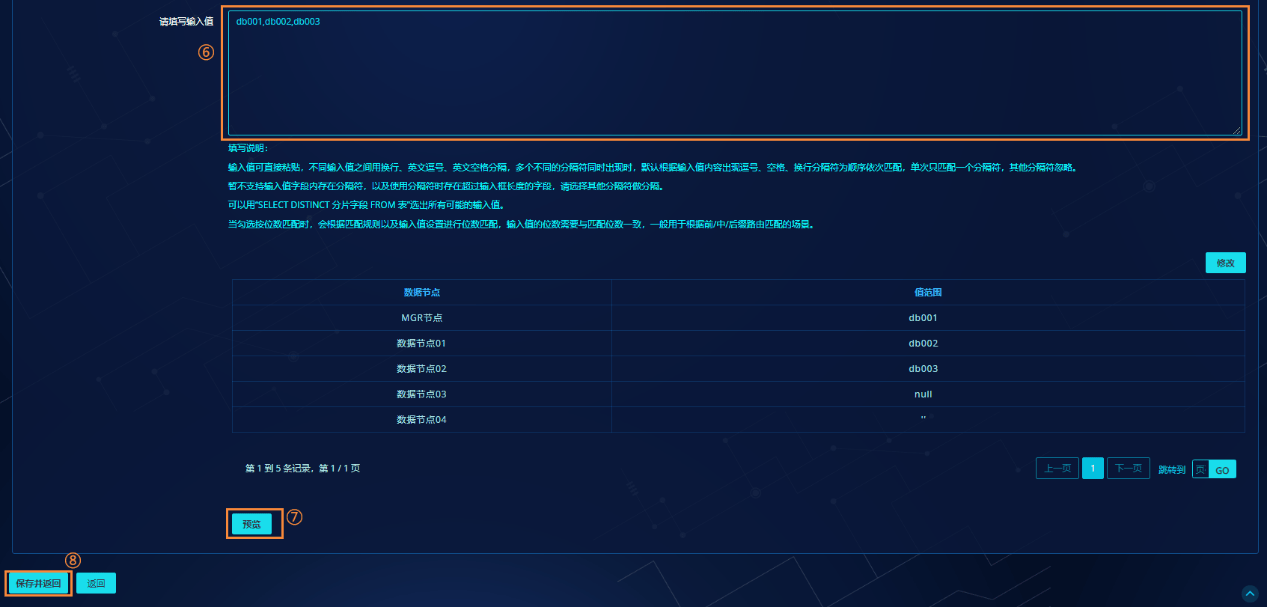 请填写输入值
db001,db002,db003
⑥
填写说明：
输入值可直接粘贴，不同输入值之间用换行、英文逗号、英文空格分隔，多个不同的分隔符同时出现时，默认根据输入值内容出现逗号、空格、换行分隔符为顺序依次匹配，单次只匹配一个分隔符，其他分隔符忽略。
暂不支持输入值字段内存在分隔符，以及使用分隔符时存在超过输入框长度的字段，请选择其他分隔符做分隔。
可以用"SELECT DISTINCT 分片字段 FROM 表"选出所有可能的输入值。
当勾选按位数匹配时，会根据匹配规则以及输入值设置进行位数匹配，输入值的位数需要与匹配位数一致，一般用于根据前/中/后缀路由匹配的场景。
修改
数据节点 值范围
MGR节点 db001
数据节点01 db002
数据节点02 db003
数据节点03 null
数据节点04 ''
第 1 到 5 条记录，第 1 / 1 页
上一页 1 下一页 跳转到 页 GO
预览 ⑦
⑧
保存并返回 返回